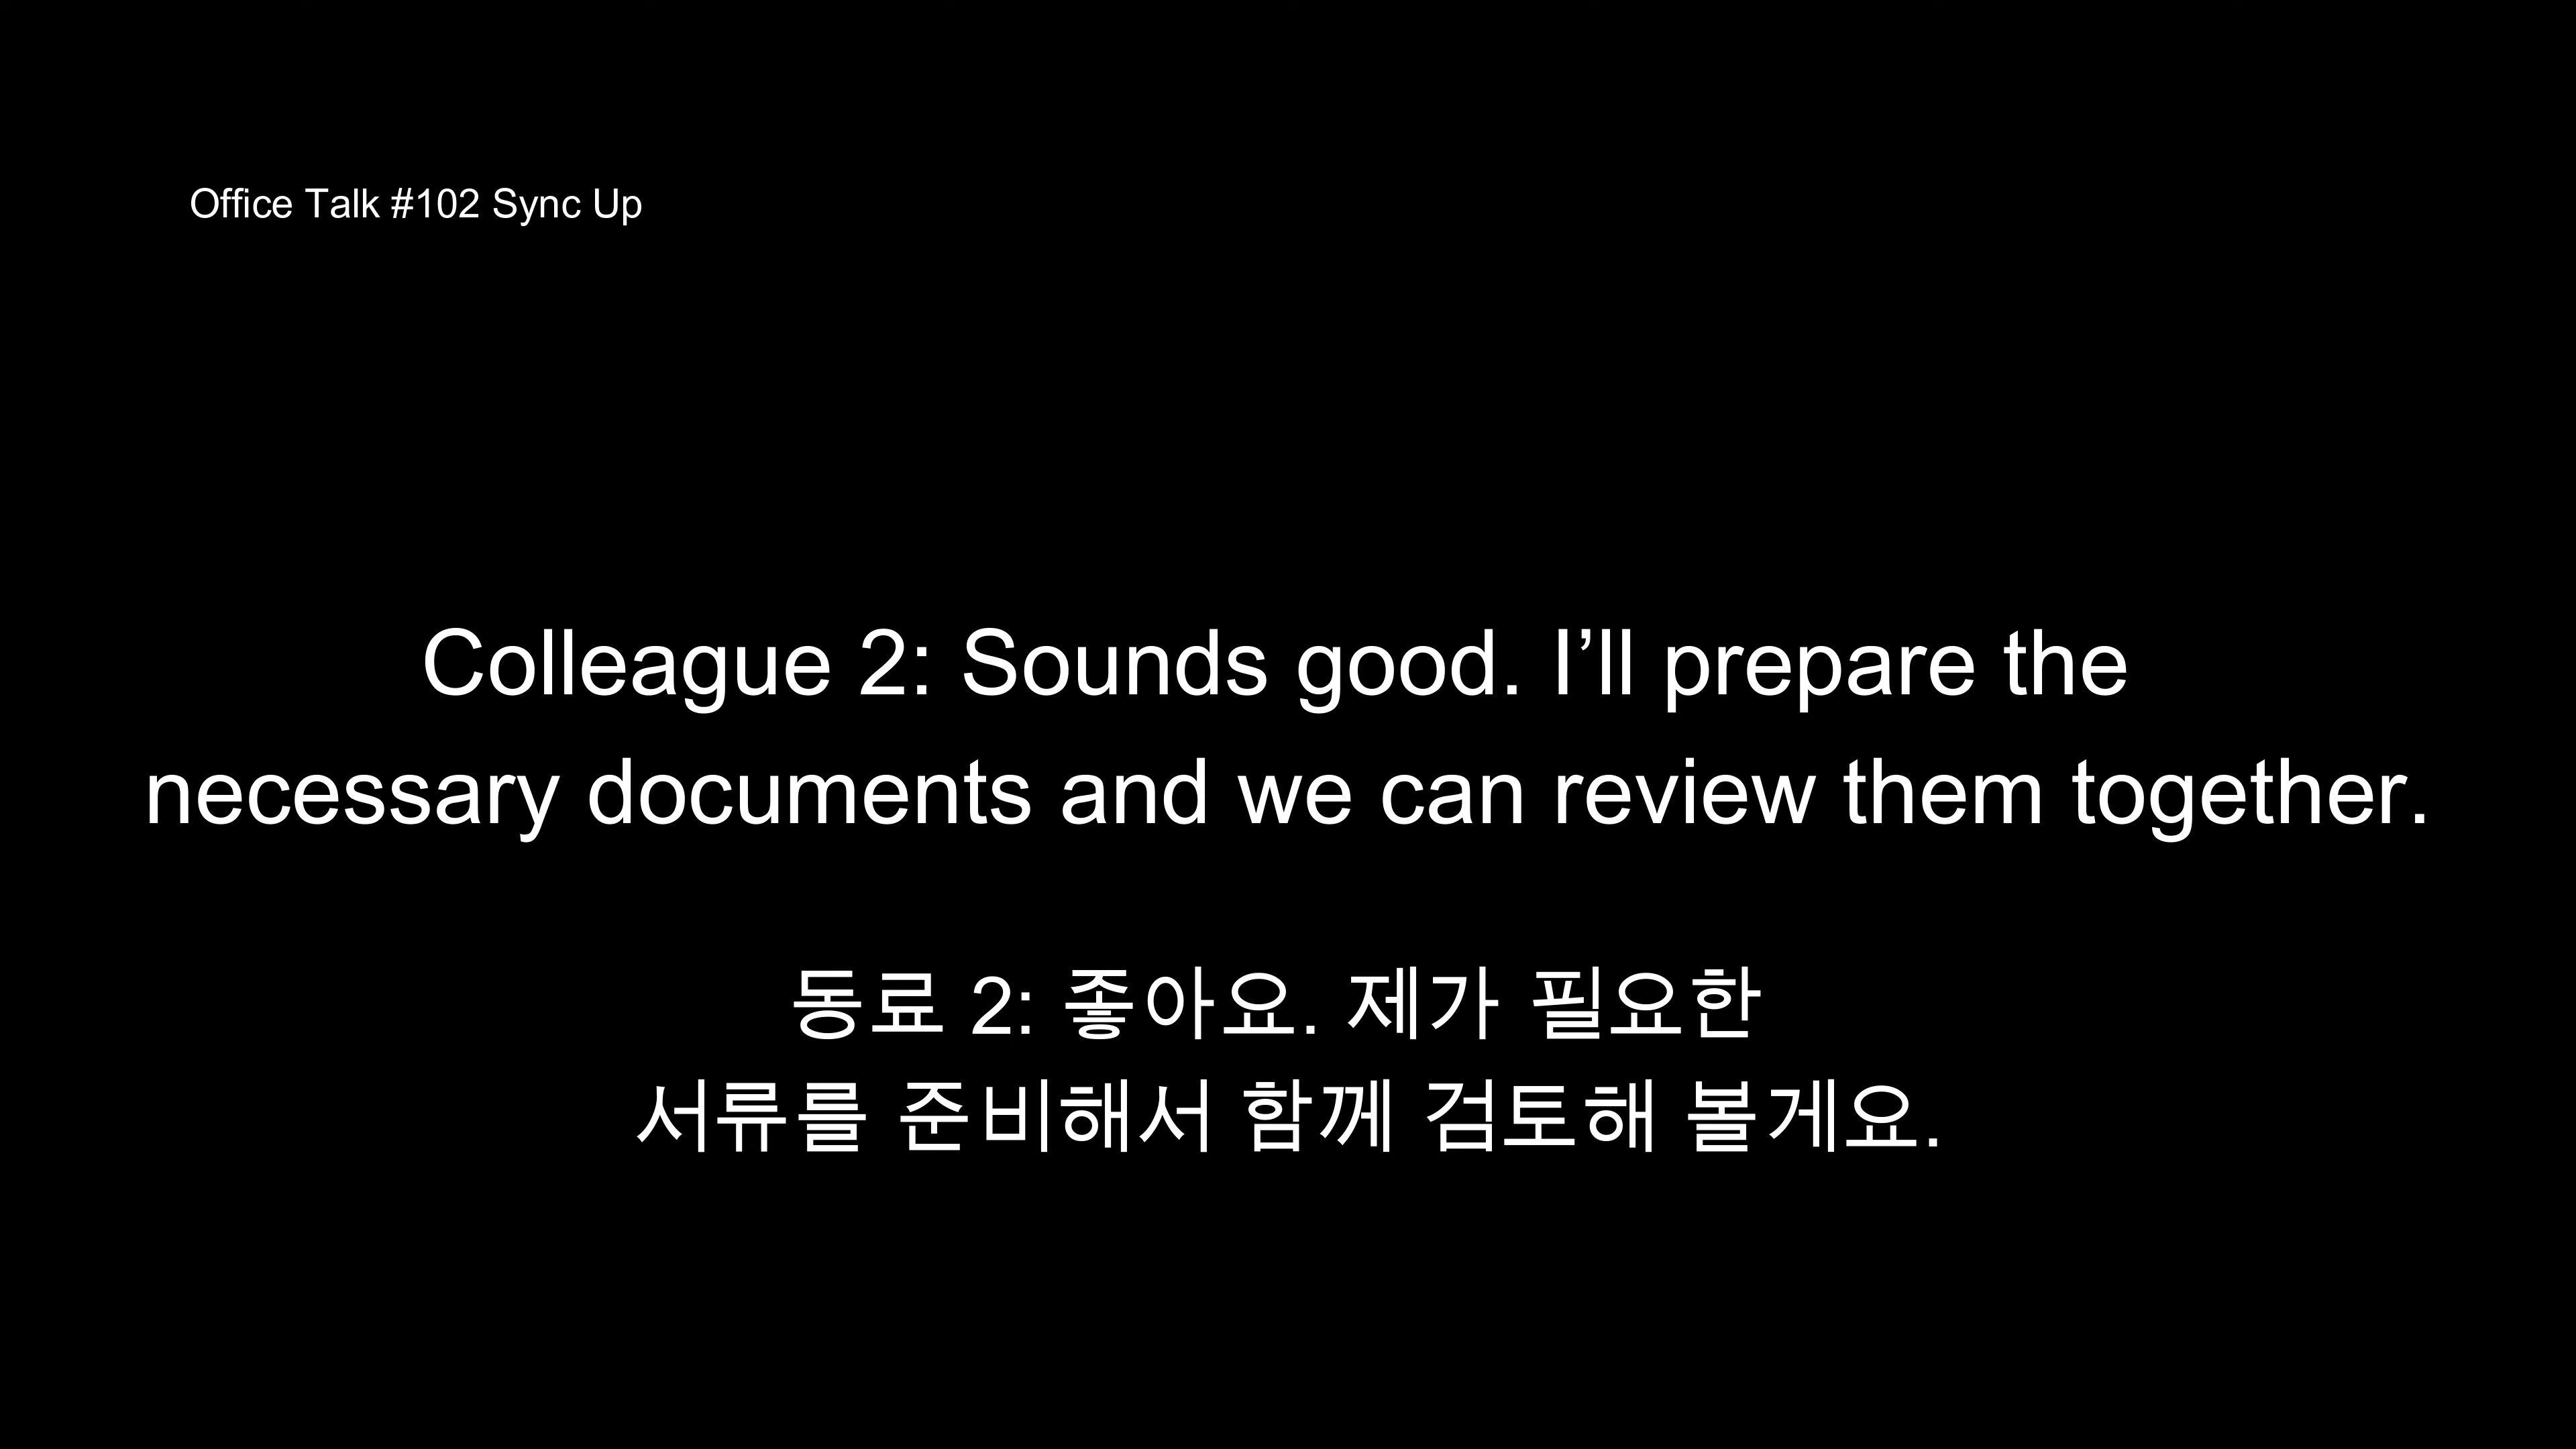 Office Talk #102 Sync Up
Colleague 2: Sounds good. I’ll prepare the
necessary documents and we can review them together.
동료 2: 좋아요. 제가 필요한
서류를 준비해서 함께 검토해 볼게요.